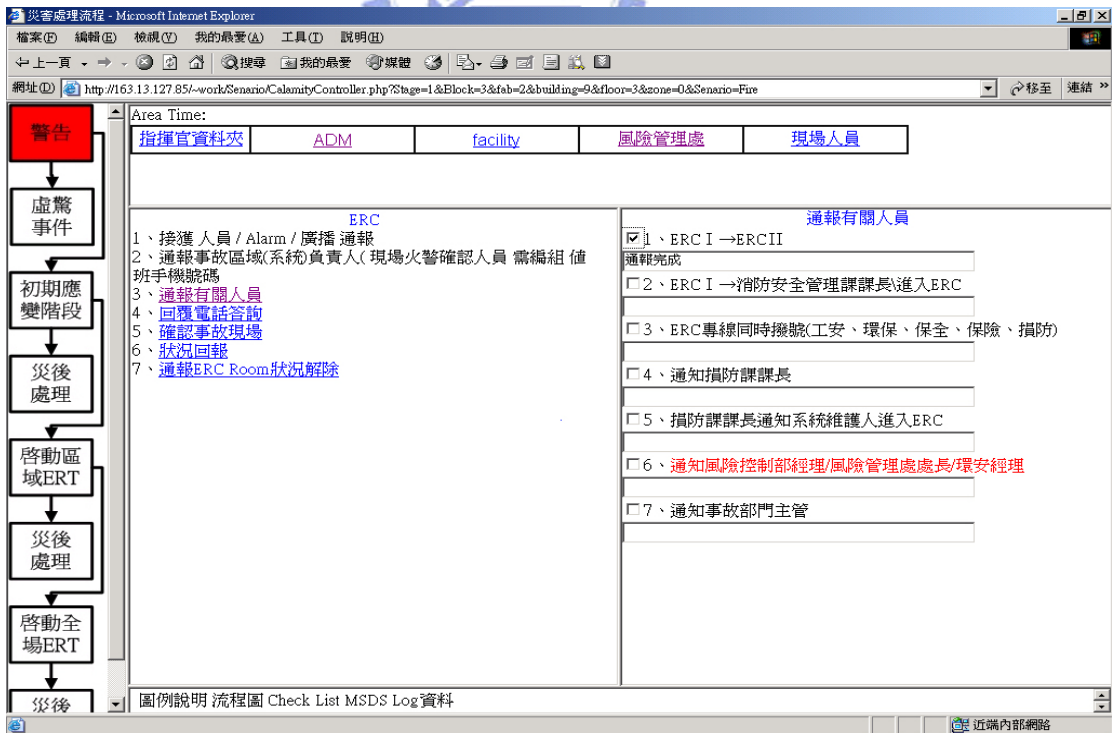 災害處理流程 - Microsoft Internet Explorer
檔案(F) 編輯(E) 檢視(V) 我的最愛(A) 工具(T) 說明(H)
上一頁 搜尋 我的最愛 媒體
網址(D) http://163.13.127.85/~work/Senario/CalamityController.php?Stage=1&Block=3&fab=2&building=9&floor=3&zone=0&Senario=Fire 移至 連結 »
警告
虛驚
事件
初期應
變階段
災後
處理
啓動區
域ERT
災後
處理
啓動全
場ERT
災後
Area Time:
指揮官資料夾 ADM facility 風險管理處 現場人員
ERC
1、接獲 人員 / Alarm / 廣播 通報
2、通報事故區域(系統)負責人( 現場火警確認人員 需編組 值
班手機號碼
3、通報有關人員
4、回覆電話答詢
5、確認事故現場
6、狀況回報
7、通報ERC Room狀況解除
通報有關人員
1、ERC I →ERCII
通報完成
2、ERC I →消防安全管理課課長\進入ERC
3、ERC專線同時撥號(工安、環保、保全、保險、損防)
4、通知損防課課長
5、損防課課長通知系統維護人進入ERC
6、通知風險控制部經理/風險管理處處長/環安經理
7、通知事故部門主管
圖例說明 流程圖 Check List MSDS Log資料
近端內部網路